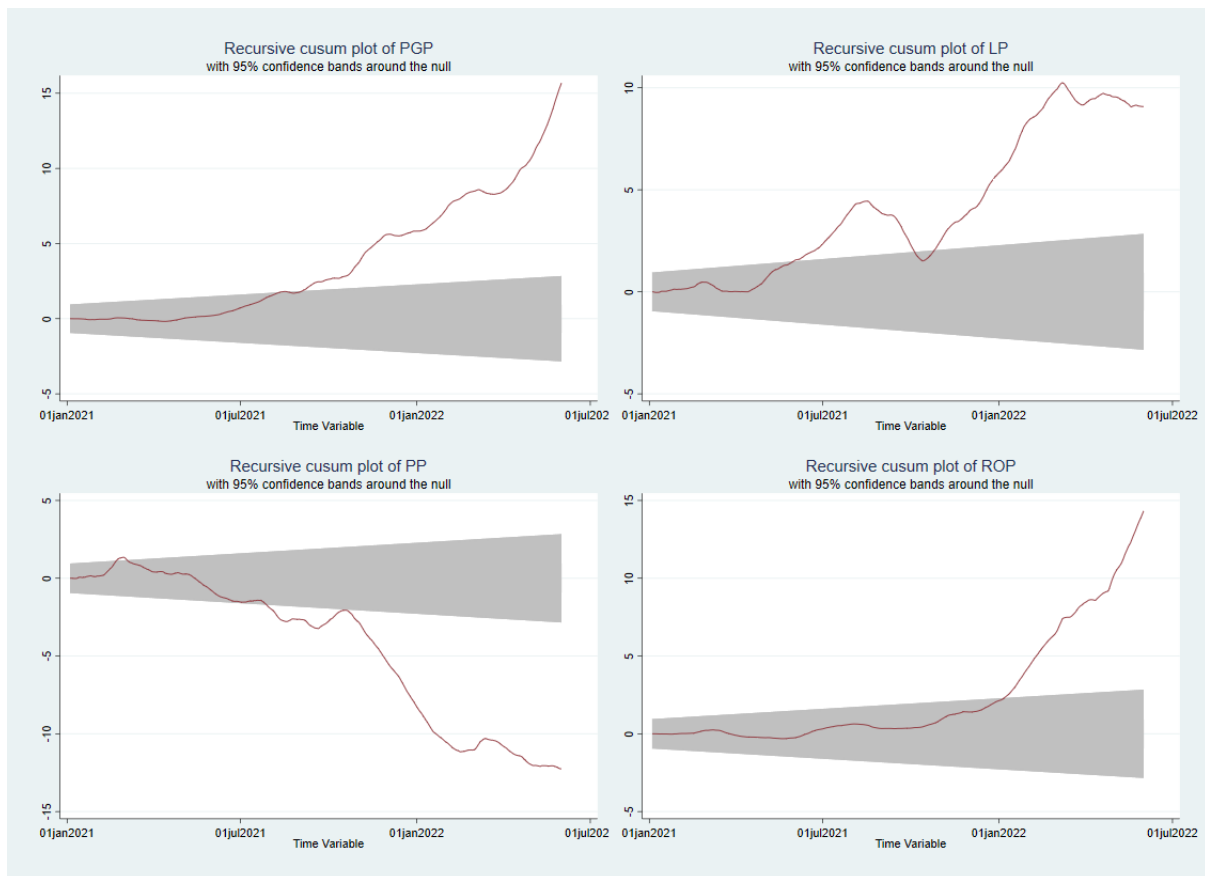 Recursive cusum plot of PGP
with 95% confidence bands around the null
15
10
5
0
-5
01jan2021 01jul2021 01jan2022 01jul202
Time Variable
Recursive cusum plot of LP
with 95% confidence bands around the null
10
5
0
-5
01jan2021 01jul2021 01jan2022 01jul2022
Time Variable
Recursive cusum plot of PP
with 95% confidence bands around the null
5
0
-5
-10
-15
01jan2021 01jul2021 01jan2022 01jul202
Time Variable
Recursive cusum plot of ROP
with 95% confidence bands around the null
15
10
5
0
-5
01jan2021 01jul2021 01jan2022 01jul2022
Time Variable